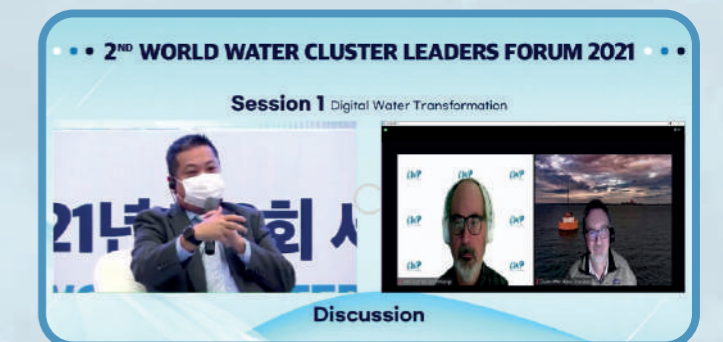 2ND WORLD WATER CLUSTER LEADERS FORUM 2021
Session 1 Digital Water Transformation
21년
회
Discussion